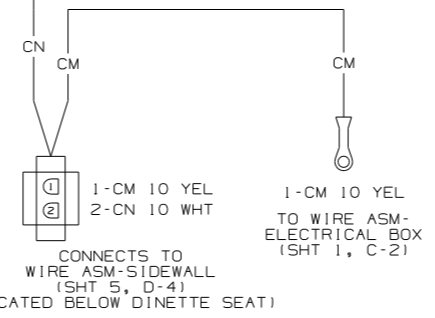 CN
CM
CM
1
2
1-CM 10 YEL
2-CN 10 WHT
CONNECTS TO
WIRE ASM-SIDEWALL
(SHT 5, D-4)
CATED BELOW DINETTE SEAT)
1-CM 10 YEL
TO WIRE ASM-
ELECTRICAL BOX
(SHT 1, C-2)